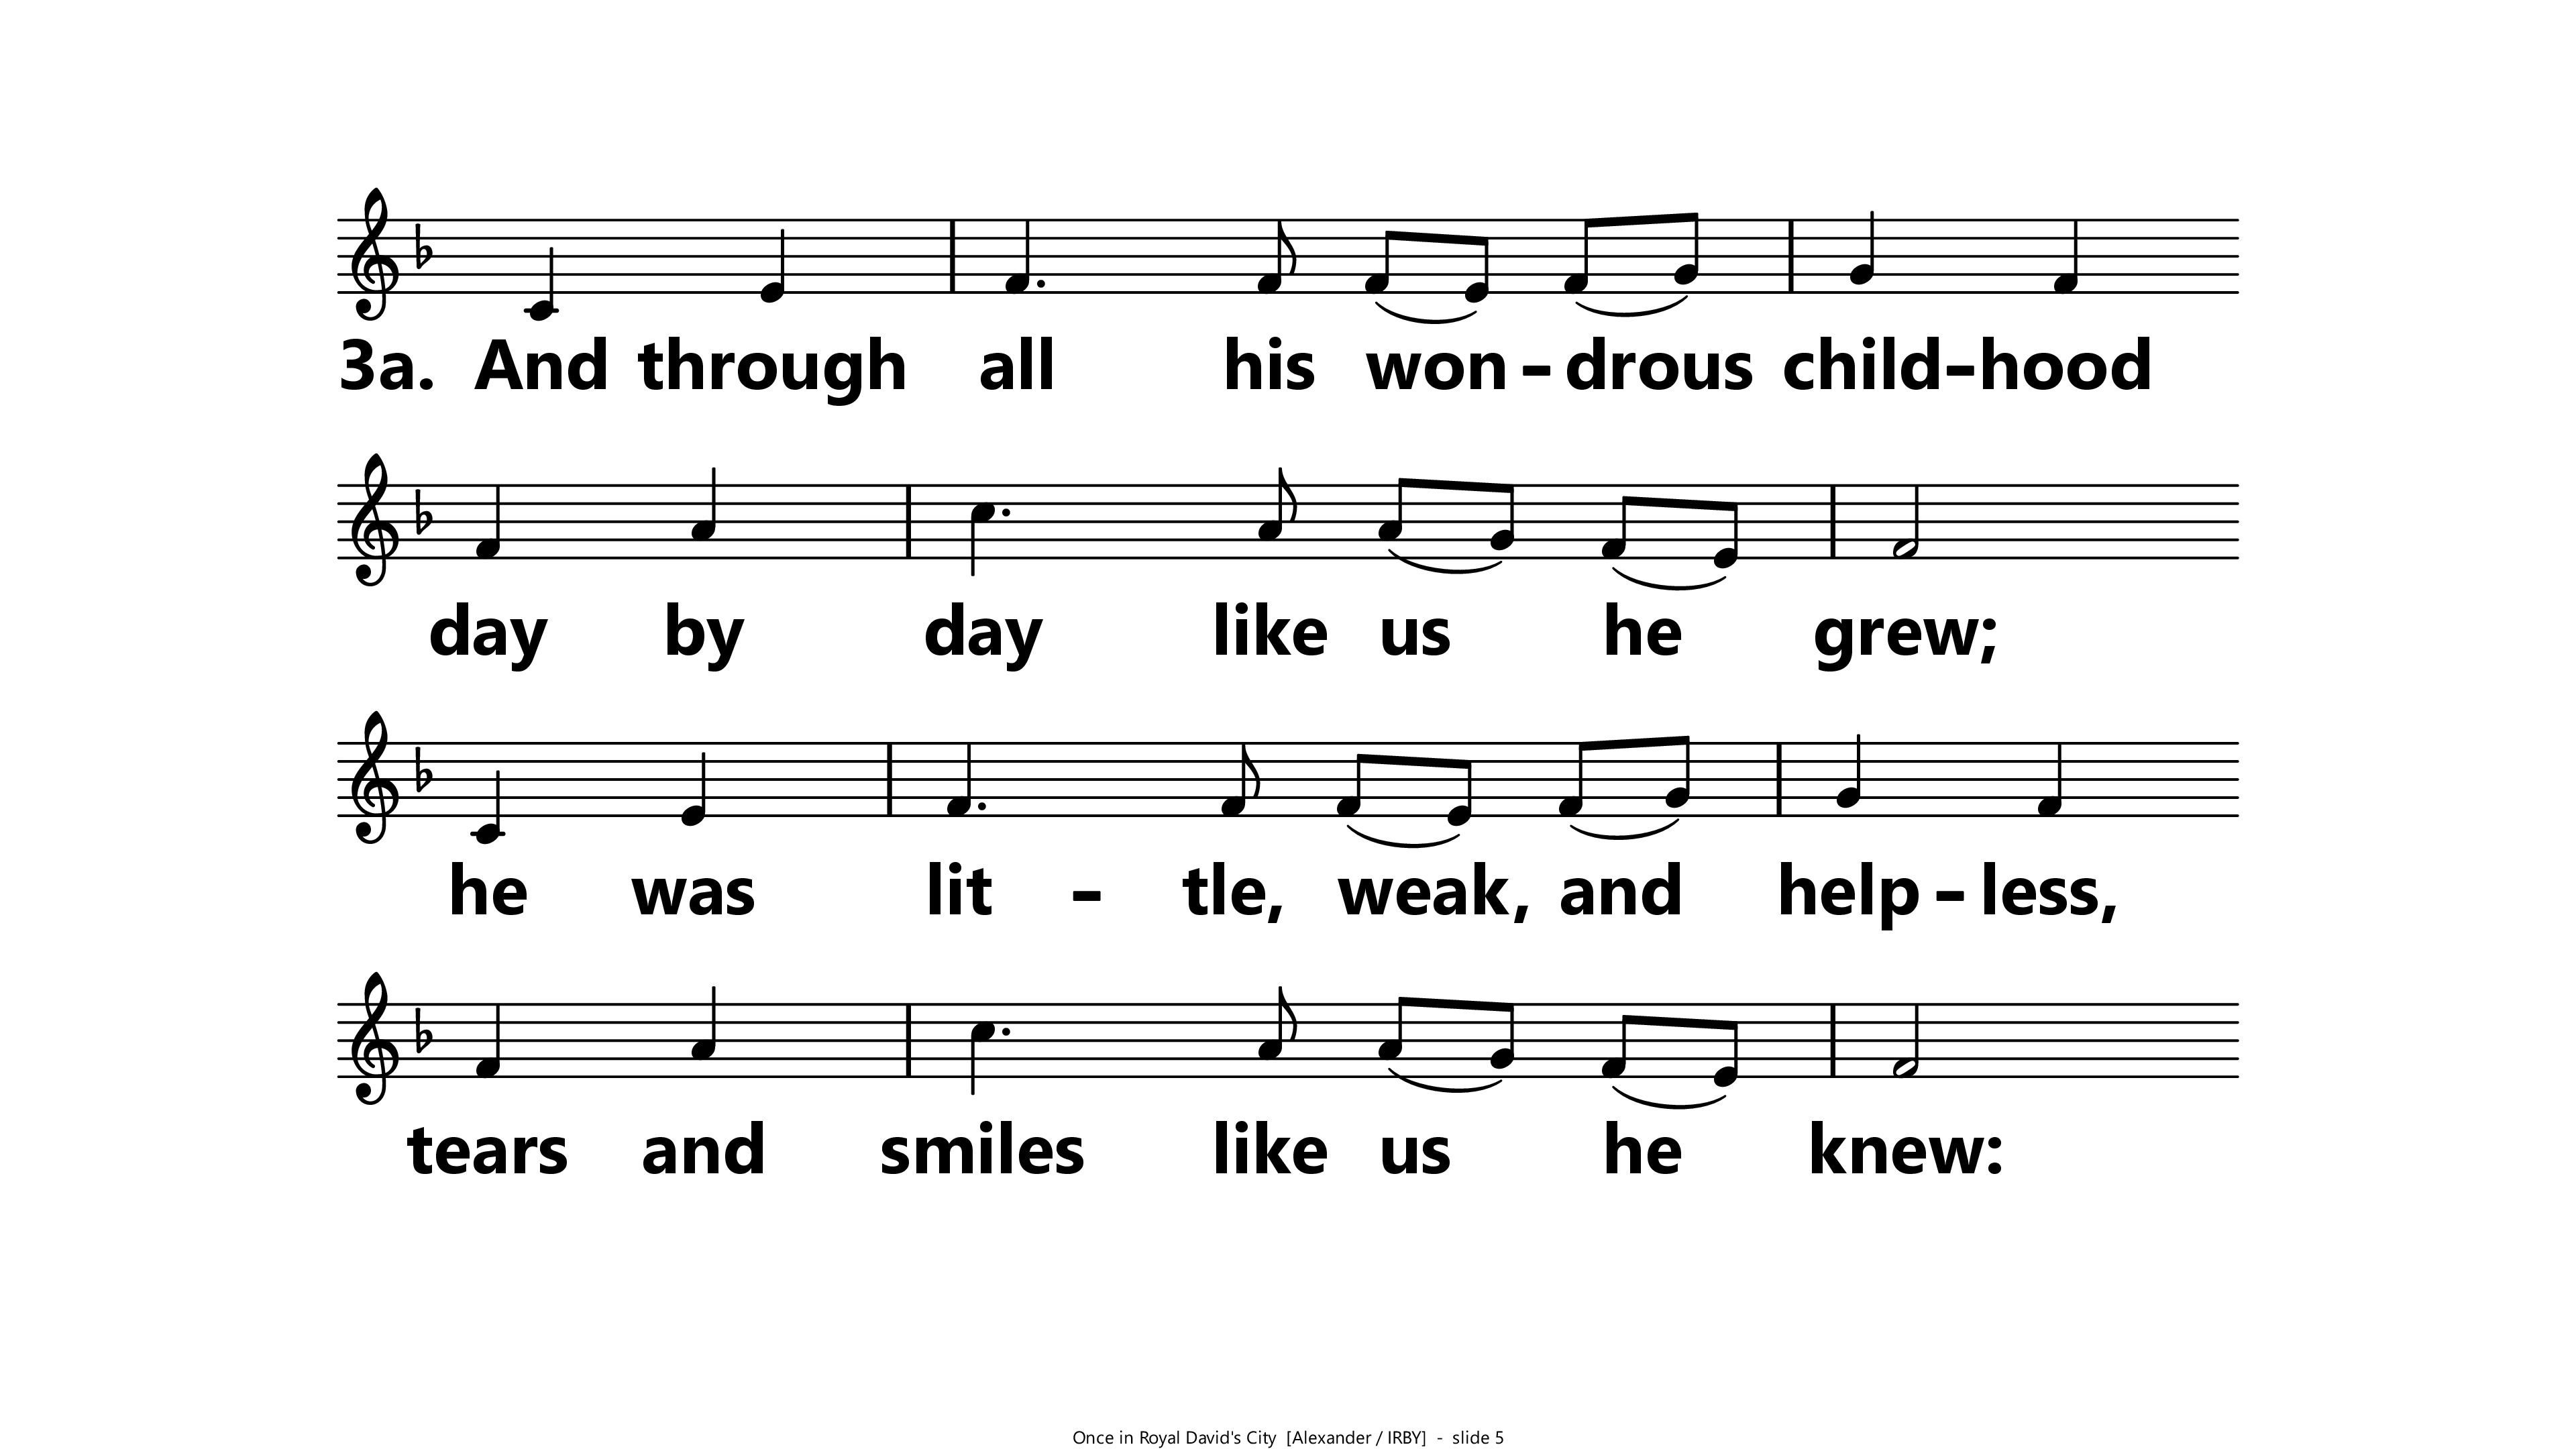 3a. And through all his won-drous child-hood
day by day like us he grew;
he was lit - tle, weak, and help-less,
tears and smiles like us he knew:
Once in Royal David's City [Alexander / IRBY] - slide 5